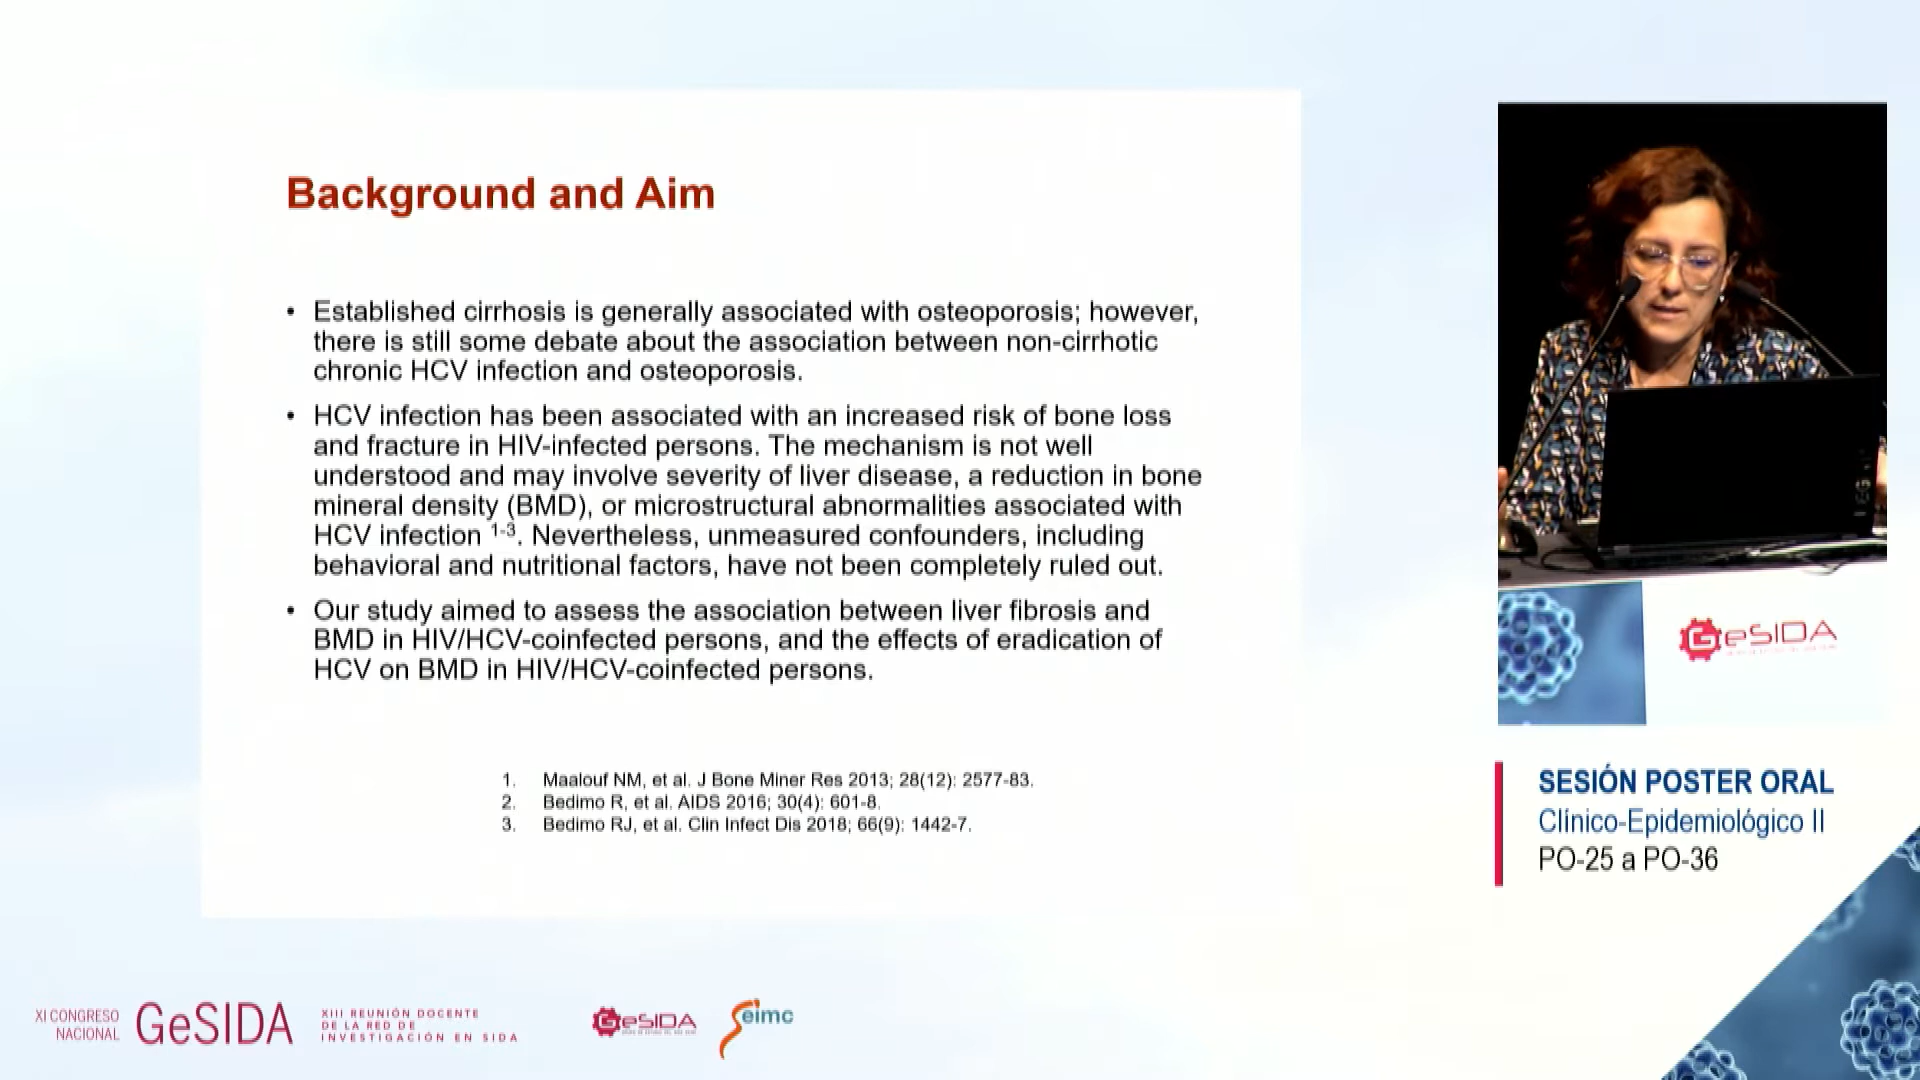 Background and Aim
• Established cirrhosis is generally associated with osteoporosis; however,
there is still some debate about the association between non-cirrhotic
chronic HCV infection and osteoporosis.
• HCV infection has been associated with an increased risk of bone loss
and fracture in HIV-infected persons. The mechanism is not well
understood and may involve severity of liver disease, a reduction in bone
mineral density (BMD), or microstructural abnormalities associated with
HCV infection 1-3. Nevertheless, unmeasured confounders, including
behavioral and nutritional factors, have not been completely ruled out.
• Our study aimed to assess the association between liver fibrosis and
BMD in HIV/HCV-coinfected persons, and the effects of eradication of
HCV on BMD in HIV/HCV-coinfected persons.
1. Maalouf NM, et al. J Bone Miner Res 2013; 28(12): 2577-83.
2. Bedimo R, et al. AIDS 2016; 30(4): 601-8.
3. Bedimo RJ, et al. Clin Infect Dis 2018; 66(9): 1442-7.
GeSIDA
SESIÓN POSTER ORAL
Clínico-Epidemiológico II
PO-25 a PO-36
XI CONGRESO
NACIONAL
GeSIDA
XIII REUNIÓN DOCENTE
DE LA RED DE
INVESTIGACIÓN EN SIDA
GeSIDA
Seimc